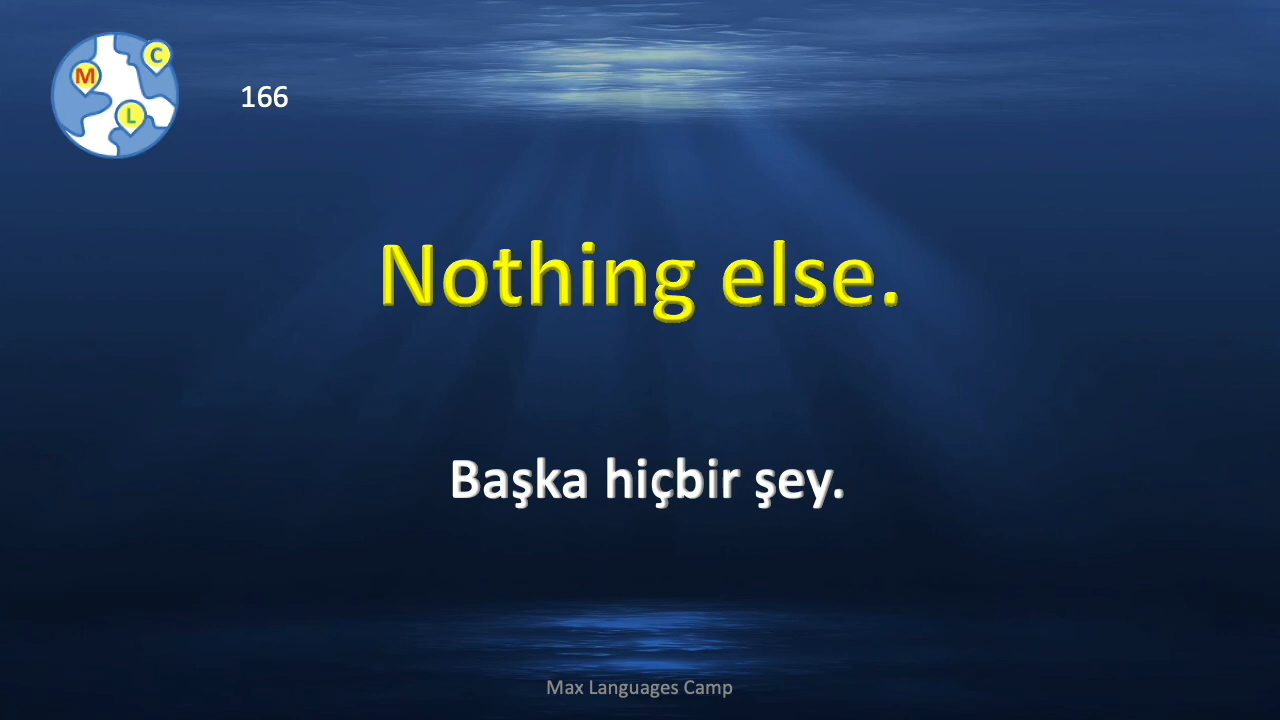 C
M
L
166
Nothing else.
Başka hiçbir şey.
Max Languages Camp